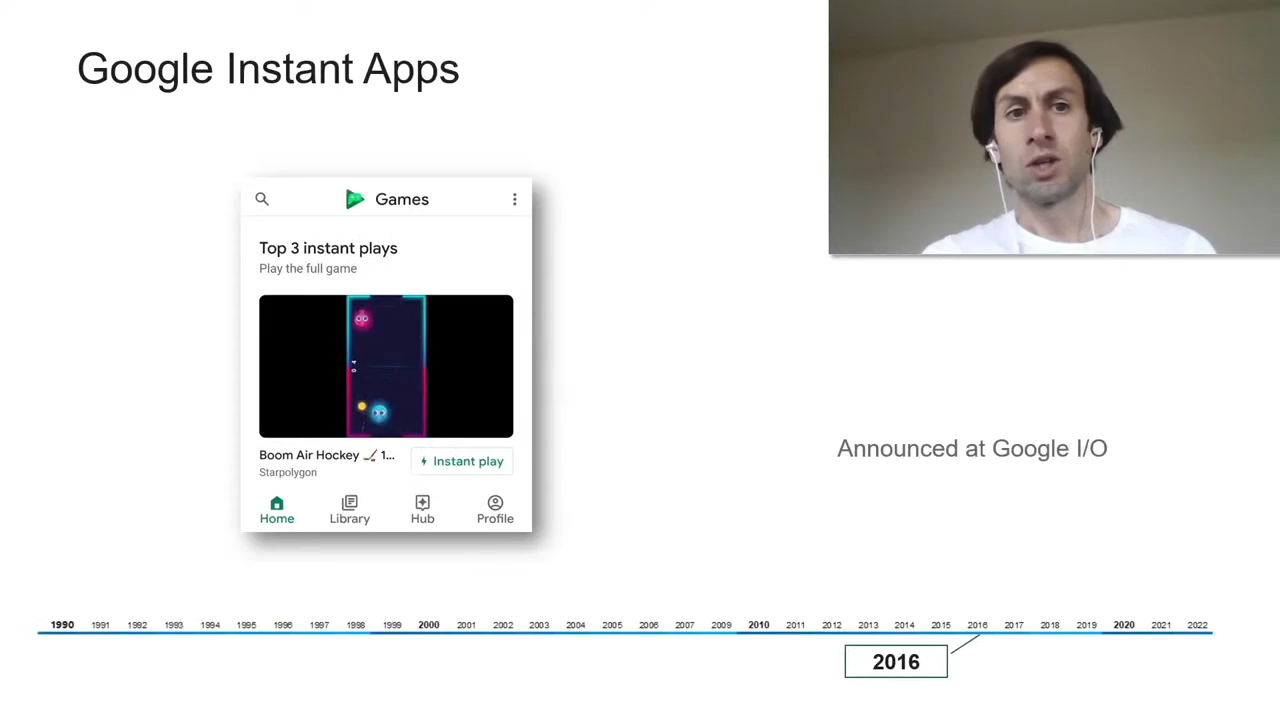 Google Instant Apps
Games
Top 3 instant plays
Play the full game
0 4
Boom Air Hockey 🏒 1...
Starpolygon
Instant play
Home Library Hub Profile
Announced at Google I/O
1990 1991 1992 1993 1994 1995 1996 1997 1998 1999 2000 2001 2002 2003 2004 2005 2006 2007 2008 2009 2010 2011 2012 2013 2014 2015 2016 2017 2018 2019 2020 2021 2022
2016